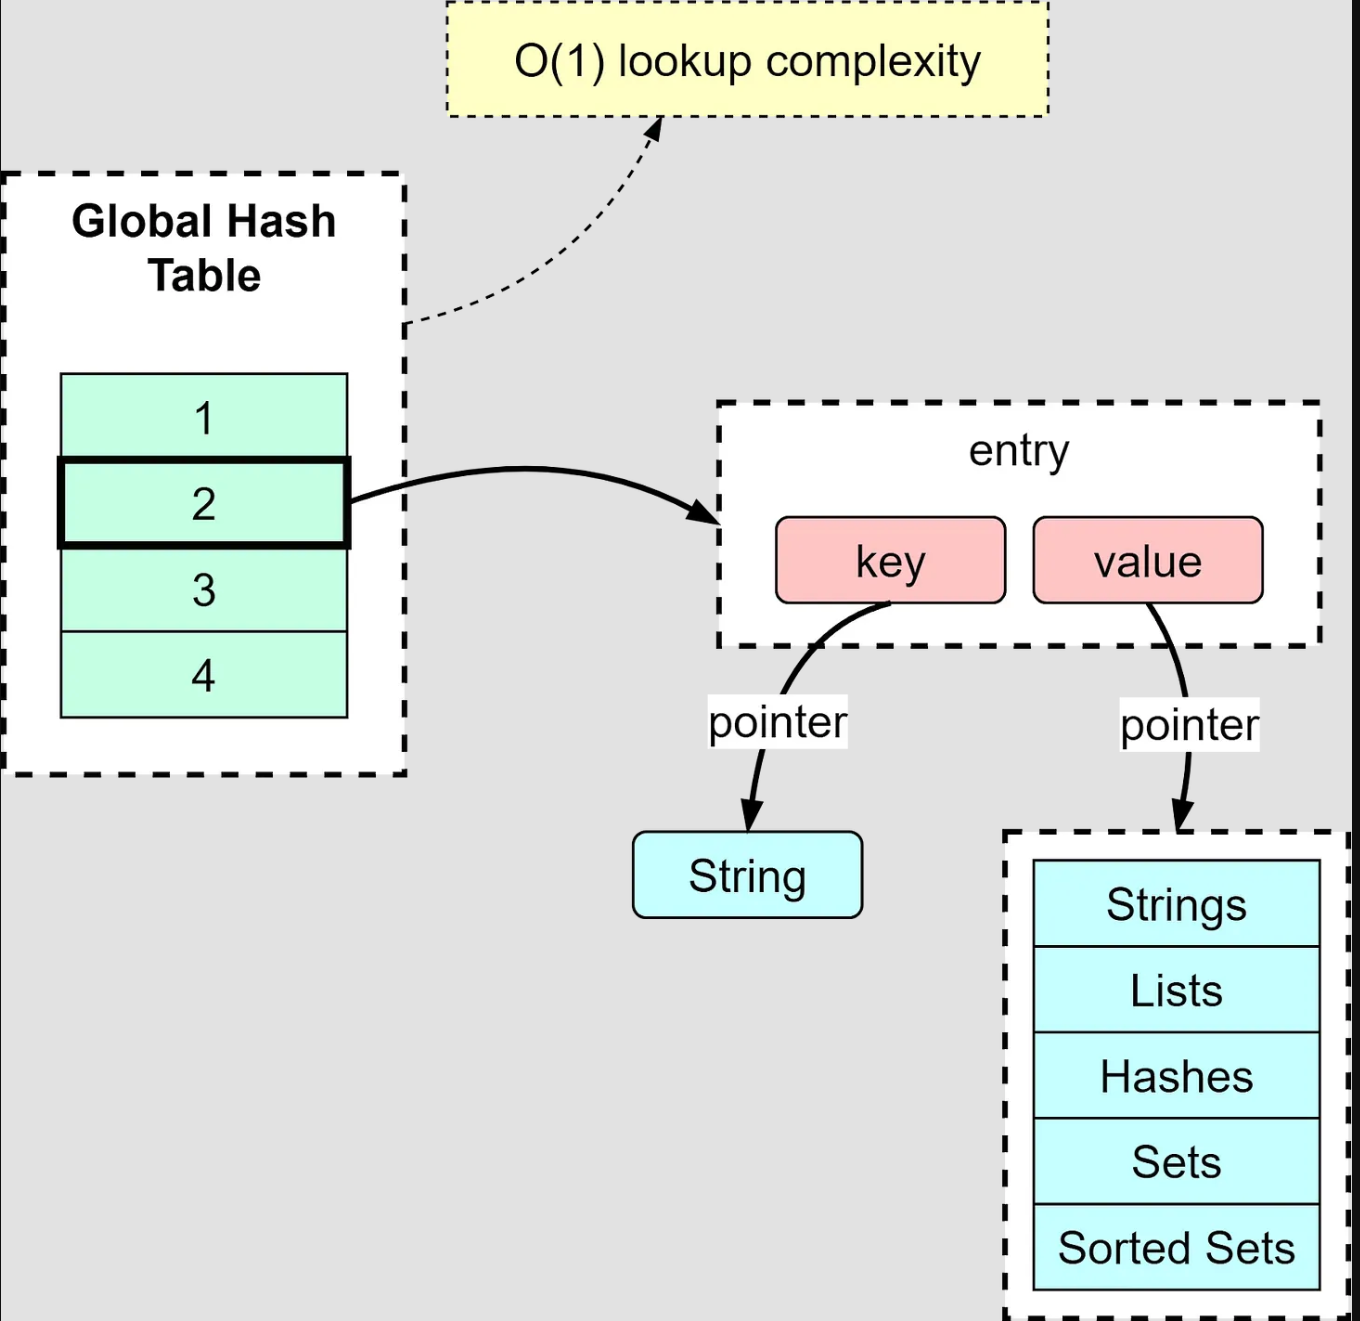 O(1) lookup complexity
Global Hash
Table
1
2
3
4
entry
key
value
pointer
pointer
String
Strings
Lists
Hashes
Sets
Sorted Sets